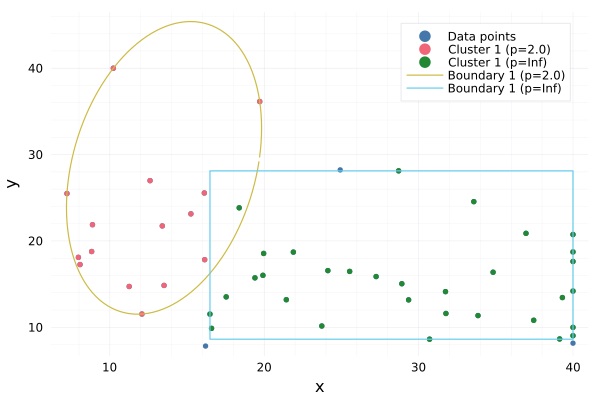 Data points
Cluster 1 (p=2.0)
Cluster 1 (p=Inf)
Boundary 1 (p=2.0)
Boundary 1 (p=Inf)
40
30
20
10
y
10 20 30 40
x